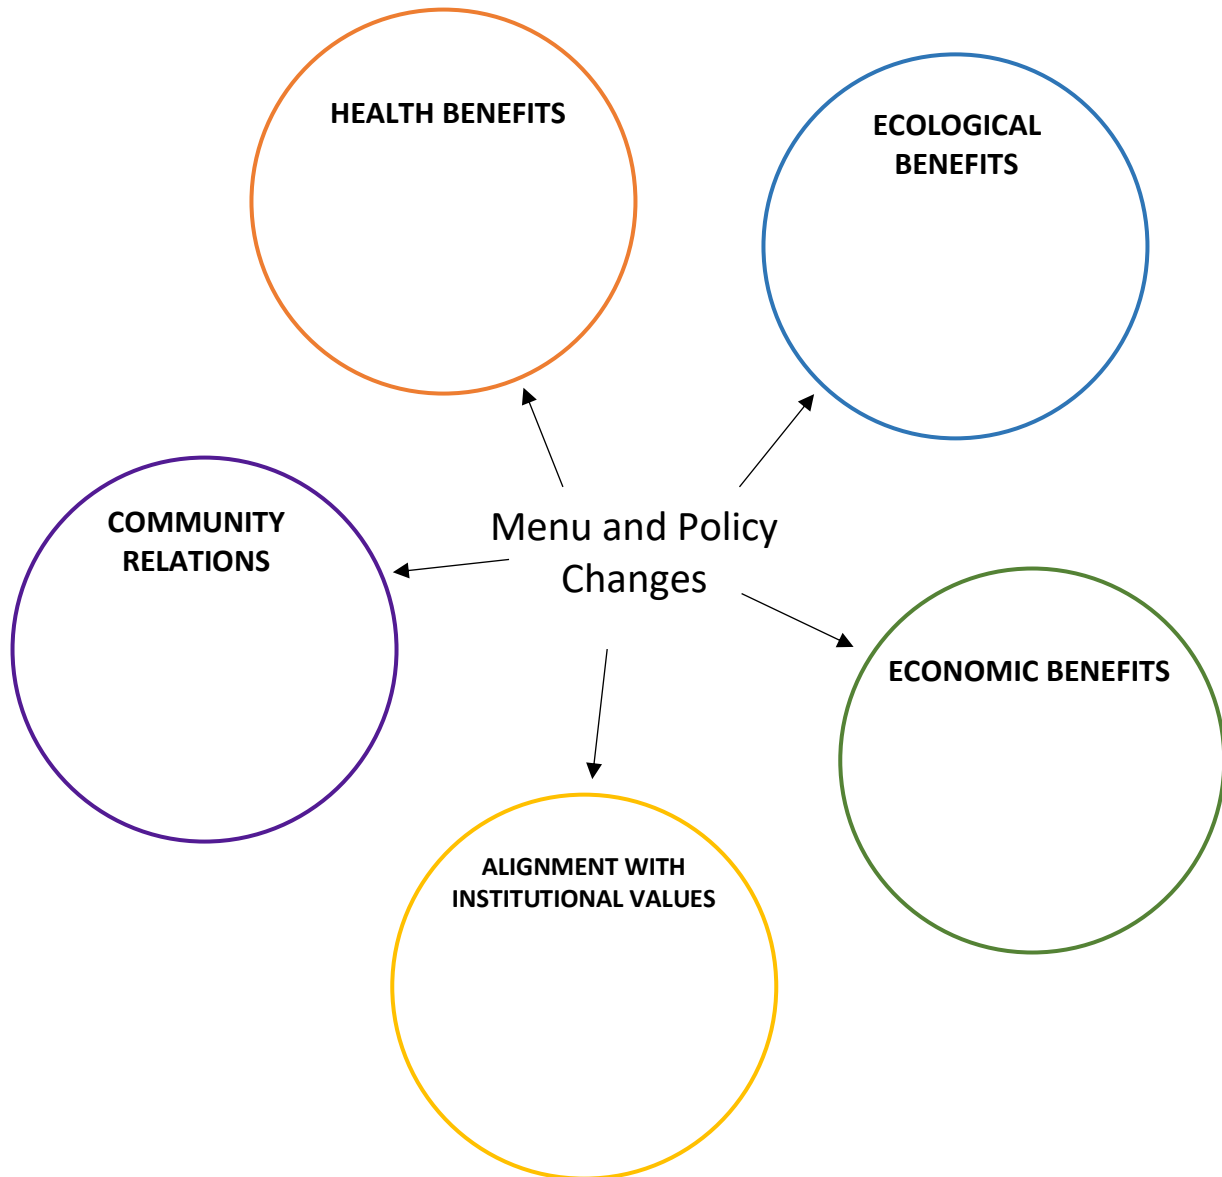 HEALTH BENEFITS
ECOLOGICAL
BENEFITS
COMMUNITY
RELATIONS
Menu and Policy
Changes
ECONOMIC BENEFITS
ALIGNMENT WITH
INSTITUTIONAL VALUES